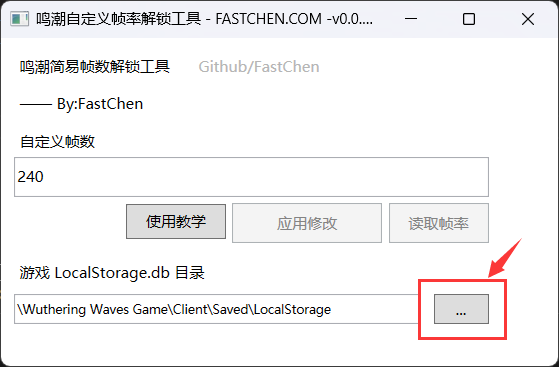 鸣潮自定义帧率解锁工具 - FASTCHEN.COM -v0.0....
鸣潮简易帧数解锁工具 Github/FastChen
—— By:FastChen
自定义帧数
240
使用教学 应用修改 读取帧率
游戏 LocalStorage.db 目录
\Wuthering Waves Game\Client\Saved\LocalStorage ...